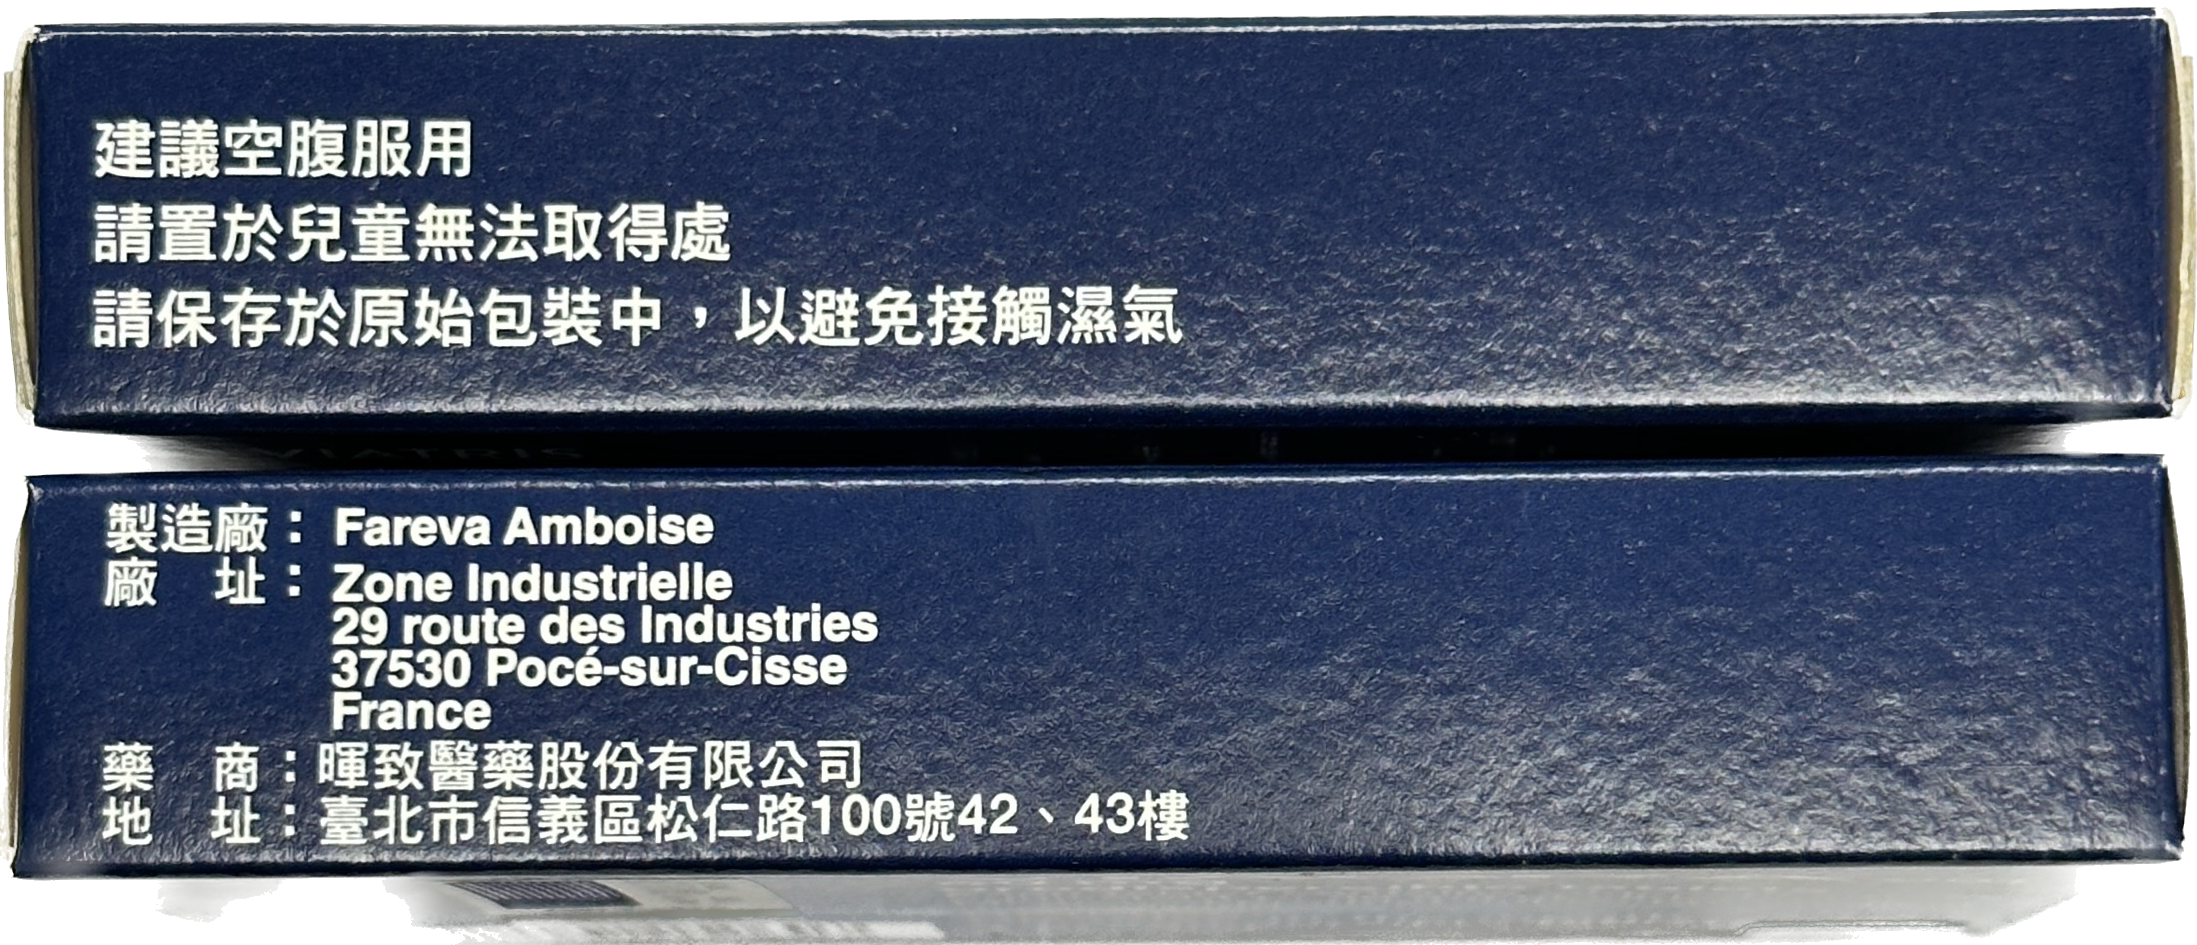 建議空腹服用
請置於兒童無法取得處
請保存於原始包裝中，以避免接觸濕氣
VIATRIS
製造廠：Fareva Amboise
廠　址：Zone Industrielle
29 route des Industries
37530 Pocé-sur-Cisse
France
藥　商：暉致醫藥股份有限公司
地　址：臺北市信義區松仁路100號42、43樓